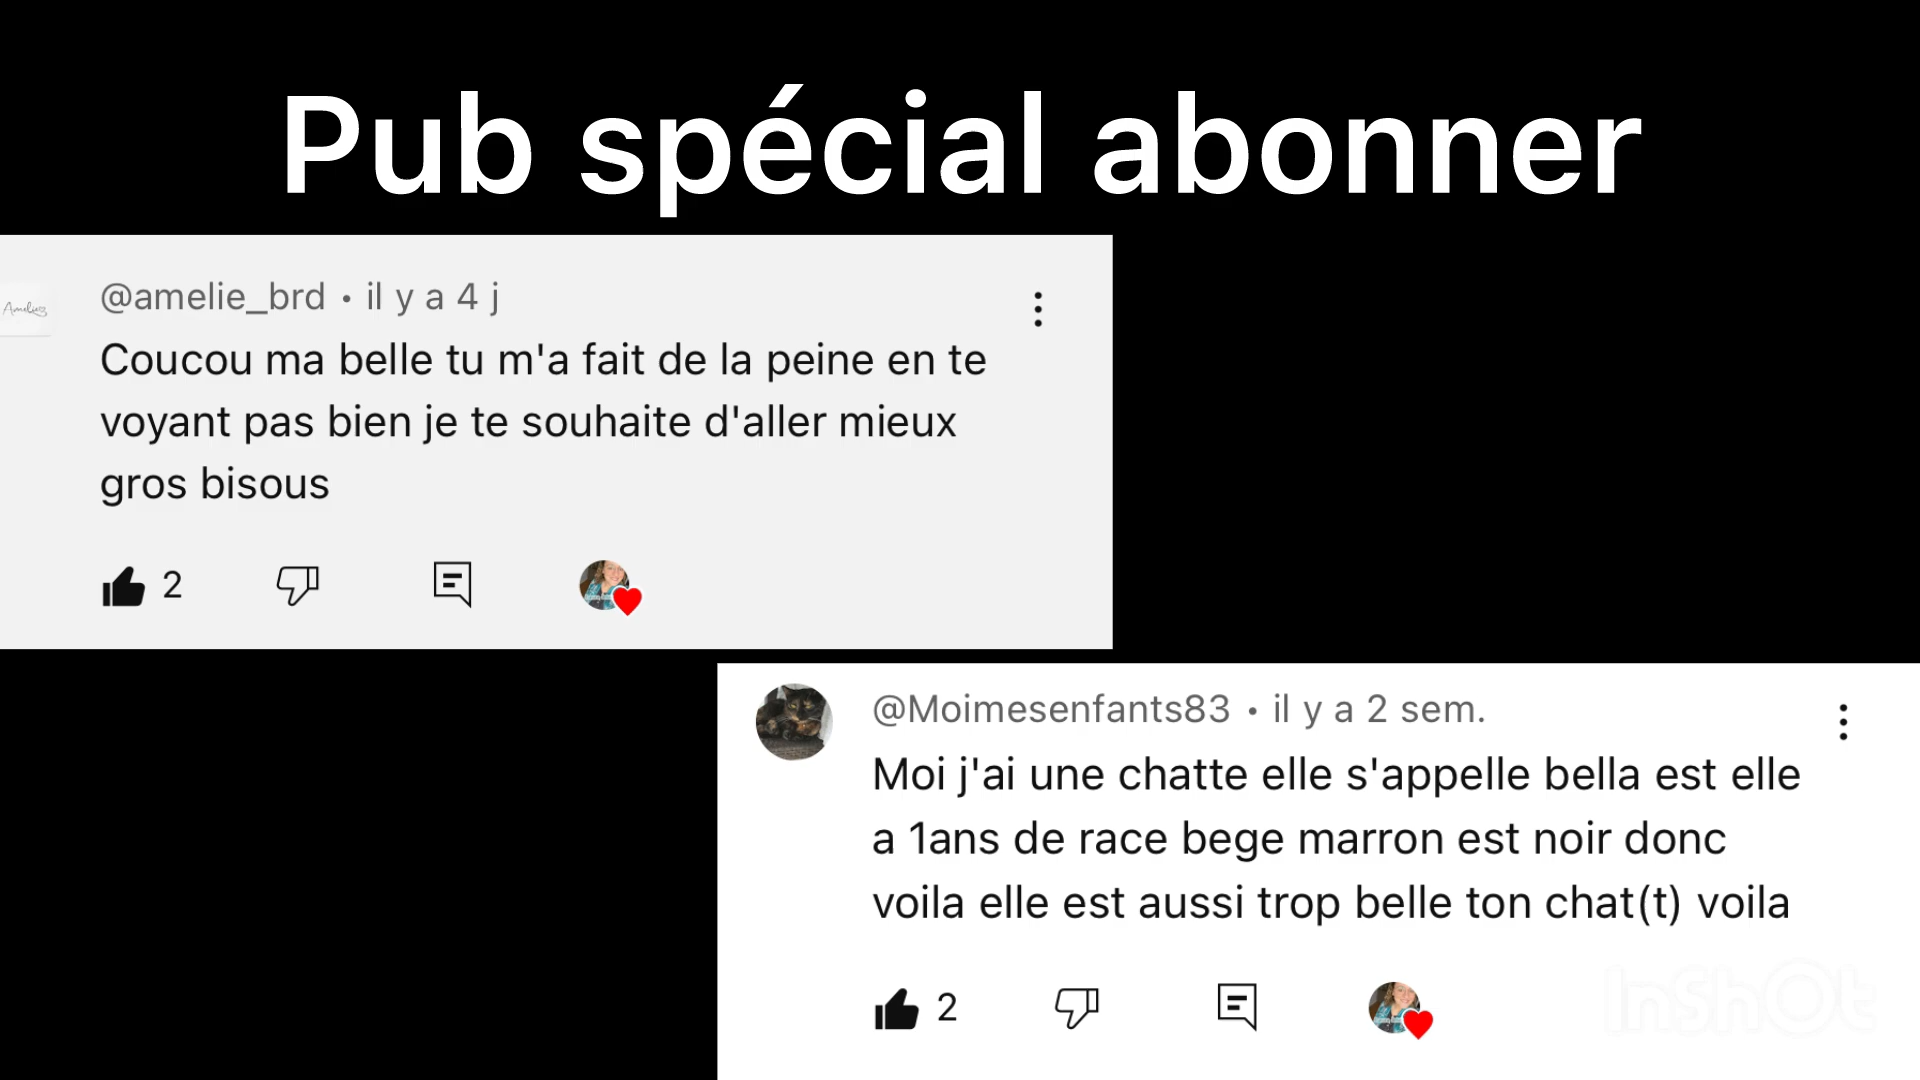 Pub spécial abonner
Amelie
@amelie_brd • il y a 4 j
Coucou ma belle tu m'a fait de la peine en te
voyant pas bien je te souhaite d'aller mieux
gros bisous
2
@Moimesenfants83 • il y a 2 sem.
Moi j'ai une chatte elle s'appelle bella est elle
a 1ans de race bege marron est noir donc
voila elle est aussi trop belle ton chat(t) voila
2
InShOt